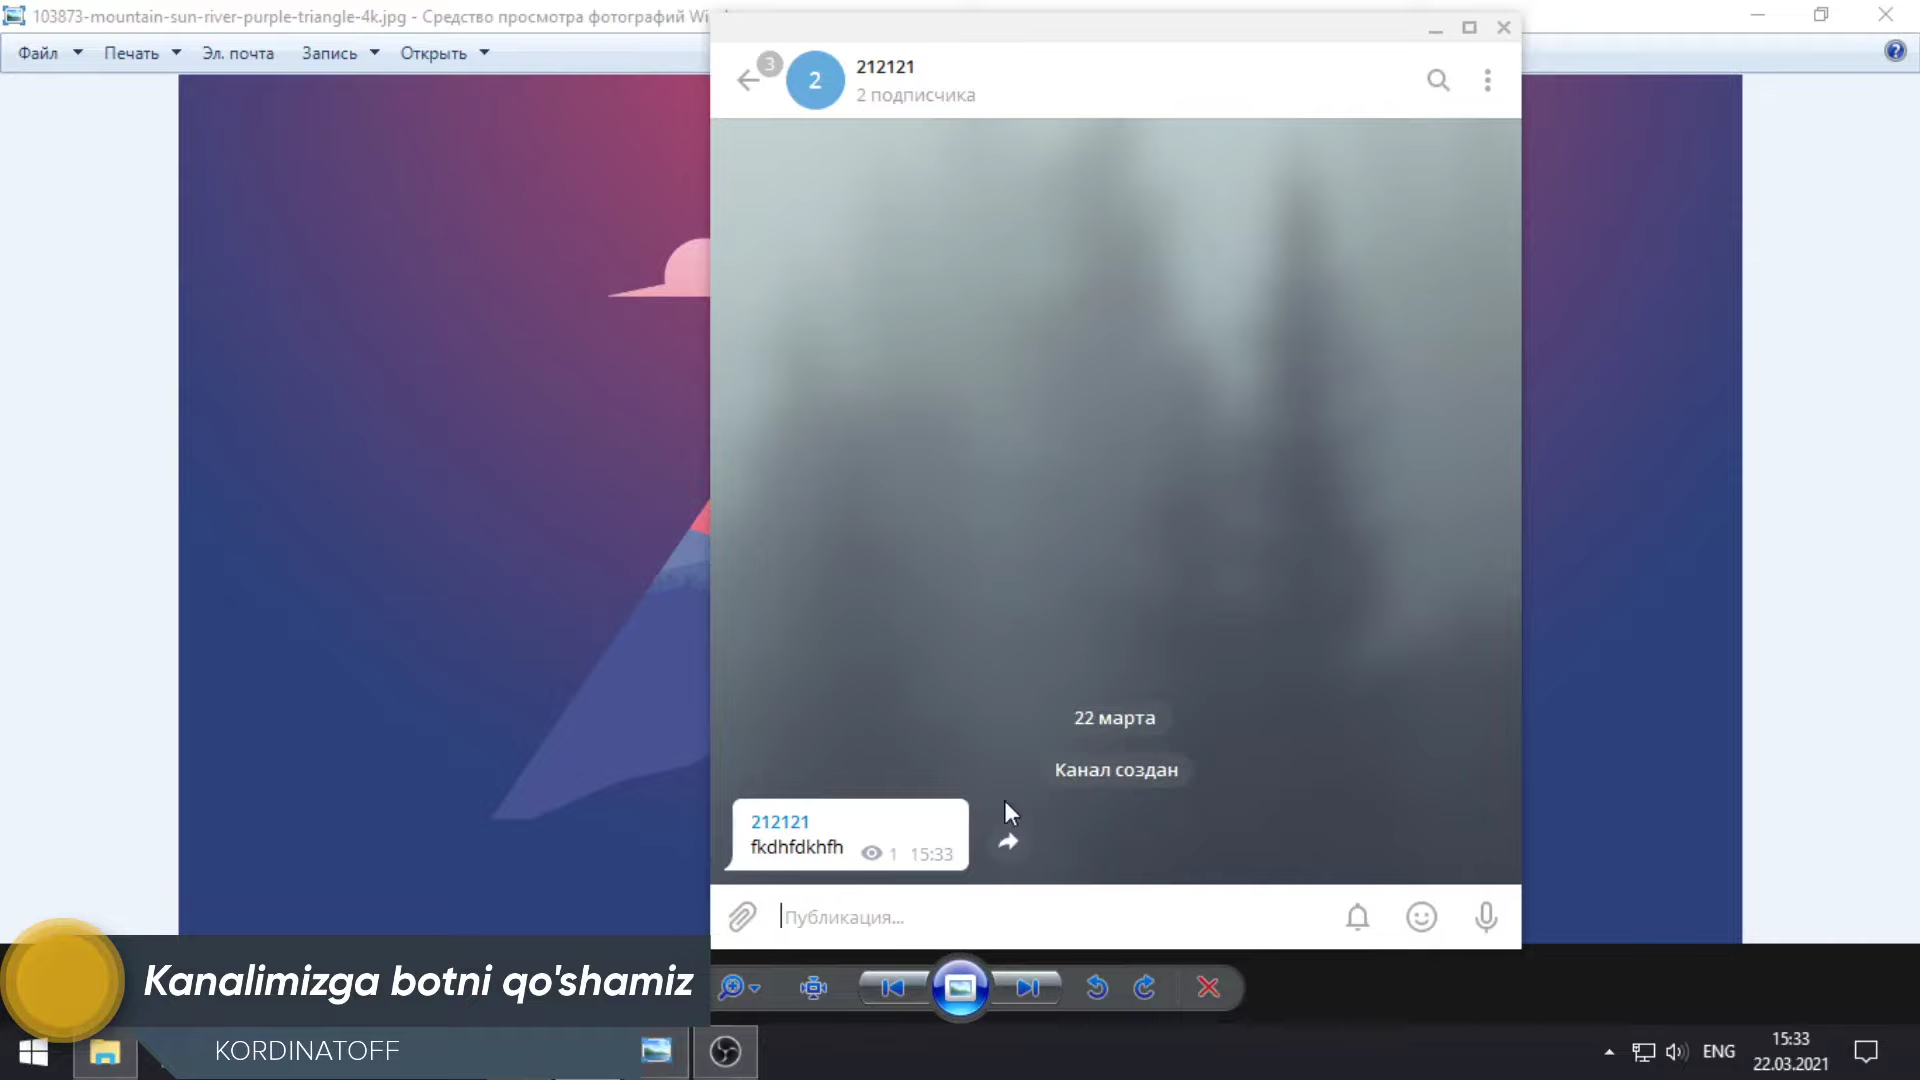 103873-mountain-sun-river-purple-triangle-4k.jpg - Средство просмотра фотографий Wi
Файл Печать Эл. почта Запись Открыть
3
2
212121
2 подписчика
22 марта
Канал создан
212121
fkdhfdkhfh 1 15:33
Публикация...
Kanalimizga botni qo'shamiz
KORDINATOFF
ENG
15:33
22.03.2021